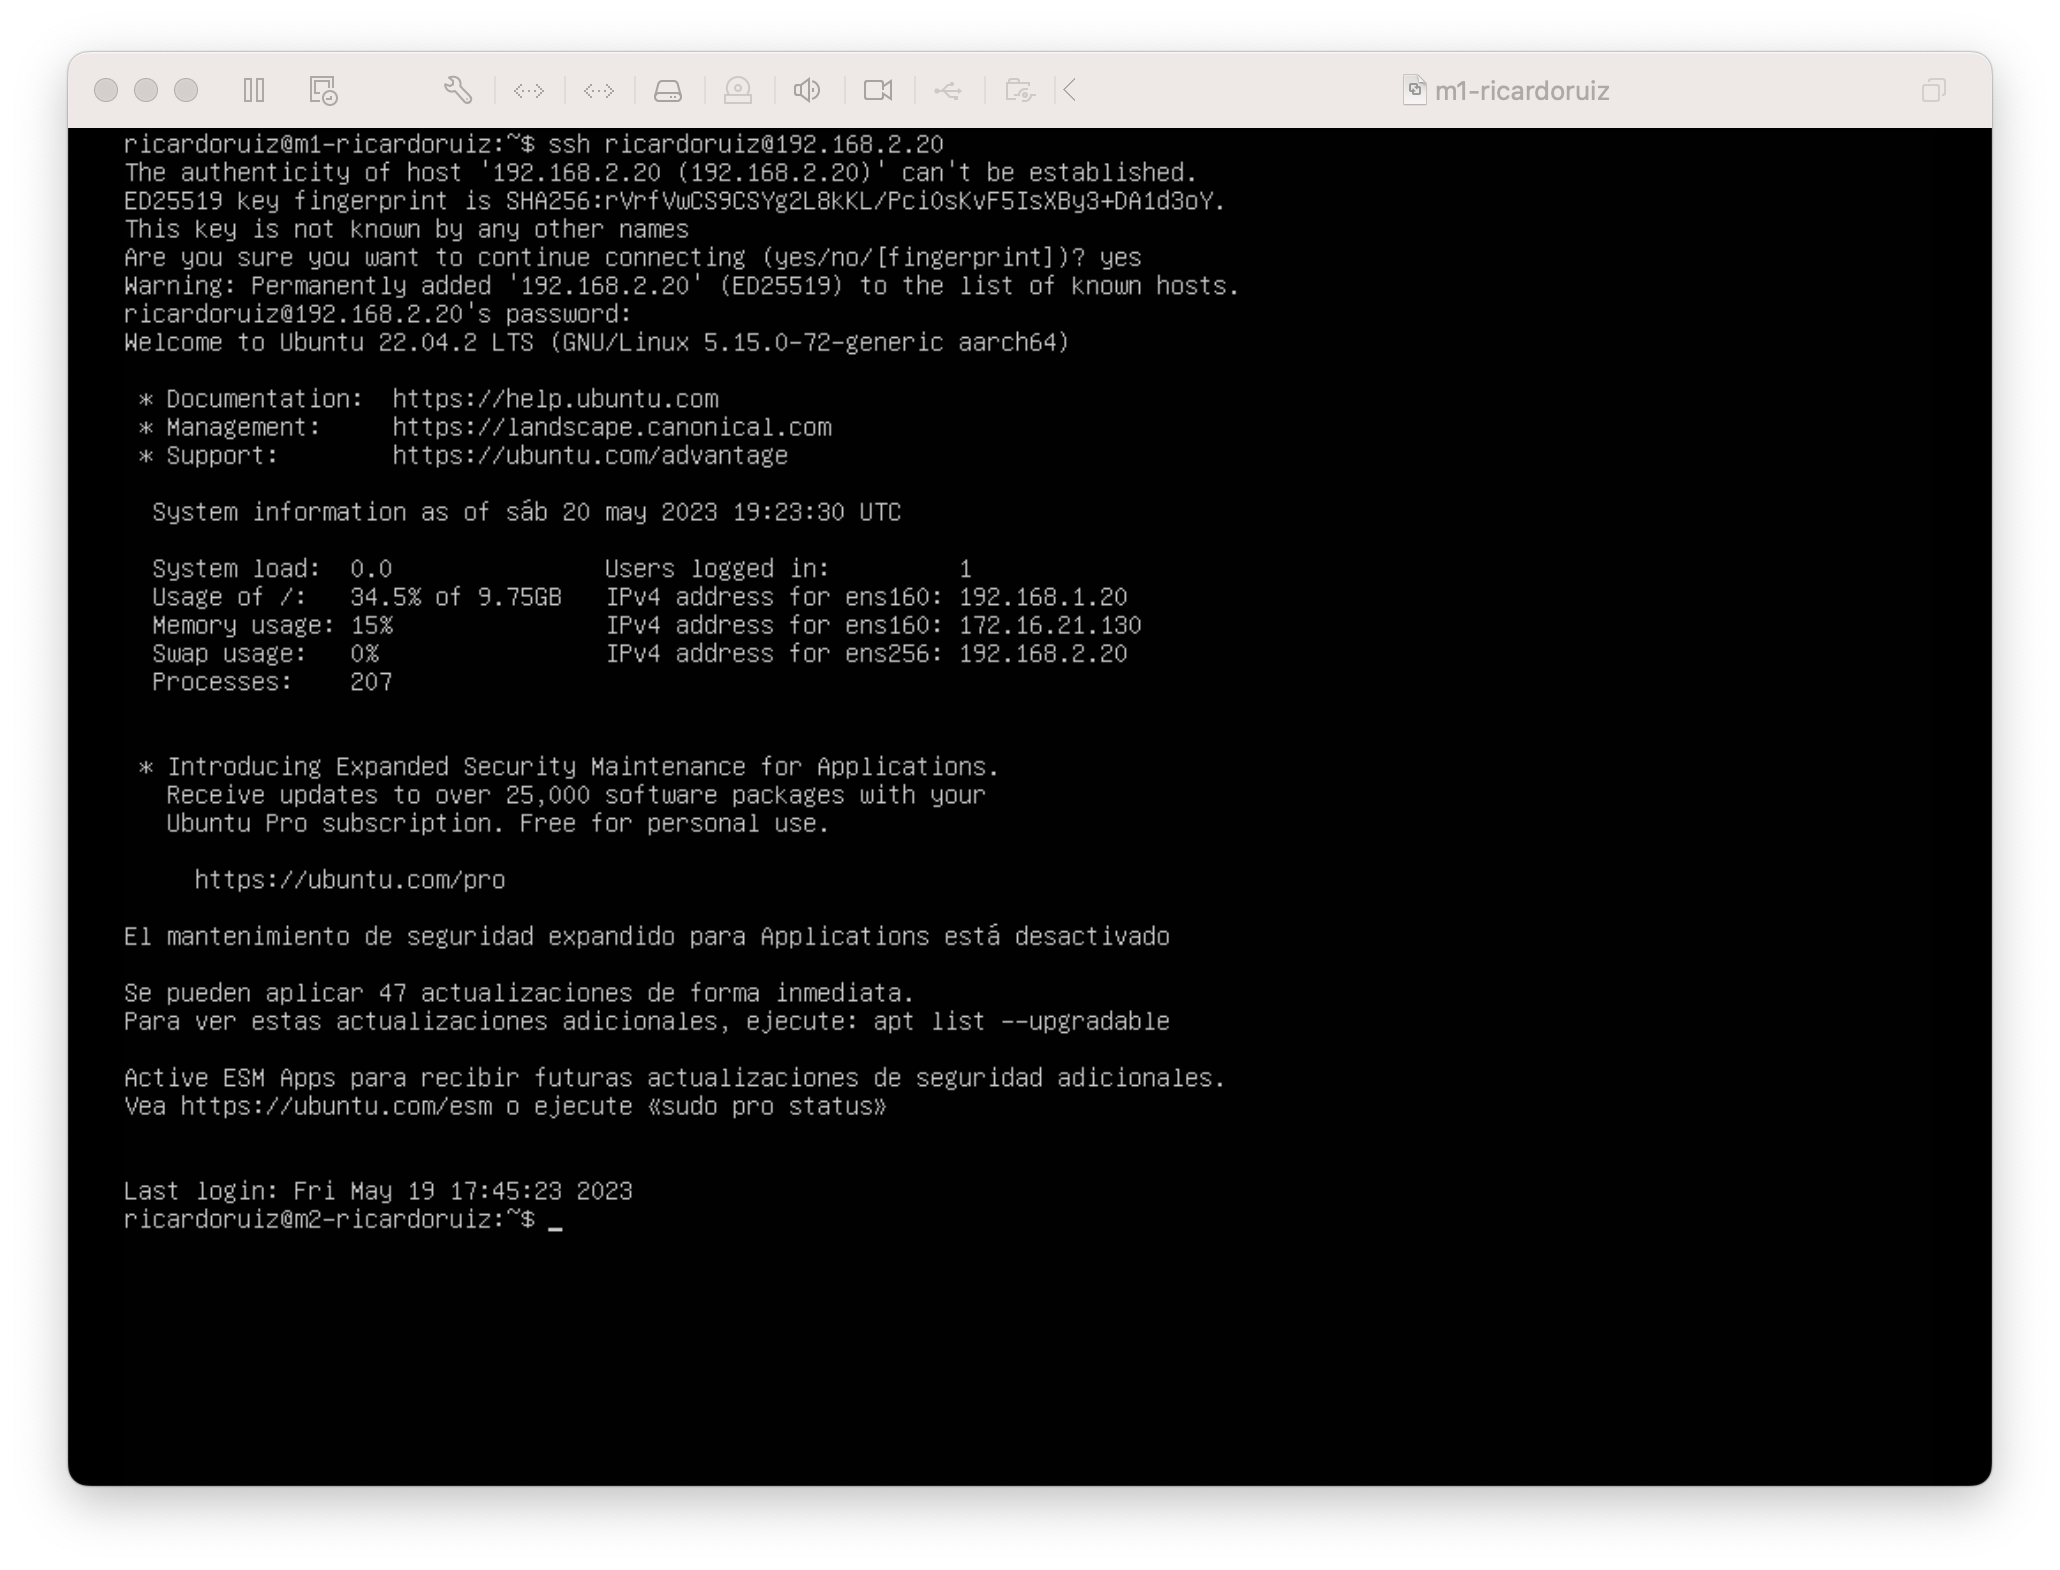 m1-ricardoruiz
ricardoruiz@m1-ricardoruiz:~$ ssh ricardoruiz@192.168.2.20
The authenticity of host '192.168.2.20 (192.168.2.20)' can't be established.
ED25519 key fingerprint is SHA256:rVrfVwCS9CSYg2L8kKL/Pci0sKvF5IsXBy3+DA1d3oY.
This key is not known by any other names
Are you sure you want to continue connecting (yes/no/[fingerprint])? yes
Warning: Permanently added '192.168.2.20' (ED25519) to the list of known hosts.
ricardoruiz@192.168.2.20's password:
Welcome to Ubuntu 22.04.2 LTS (GNU/Linux 5.15.0-72-generic aarch64)
* Documentation:  https://help.ubuntu.com
* Management:     https://landscape.canonical.com
* Support:        https://ubuntu.com/advantage
System information as of sáb 20 may 2023 19:23:30 UTC
System load:  0.0               Users logged in:         1
Usage of /:   34.5% of 9.75GB   IPv4 address for ens160: 192.168.1.20
Memory usage: 15%               IPv4 address for ens160: 172.16.21.130
Swap usage:   0%                IPv4 address for ens256: 192.168.2.20
Processes:    207
* Introducing Expanded Security Maintenance for Applications.
Receive updates to over 25,000 software packages with your
Ubuntu Pro subscription. Free for personal use.
https://ubuntu.com/pro
El mantenimiento de seguridad expandido para Applications está desactivado
Se pueden aplicar 47 actualizaciones de forma inmediata.
Para ver estas actualizaciones adicionales, ejecute: apt list --upgradable
Active ESM Apps para recibir futuras actualizaciones de seguridad adicionales.
Vea https://ubuntu.com/esm o ejecute «sudo pro status»
Last login: Fri May 19 17:45:23 2023
ricardoruiz@m2-ricardoruiz:~$ _